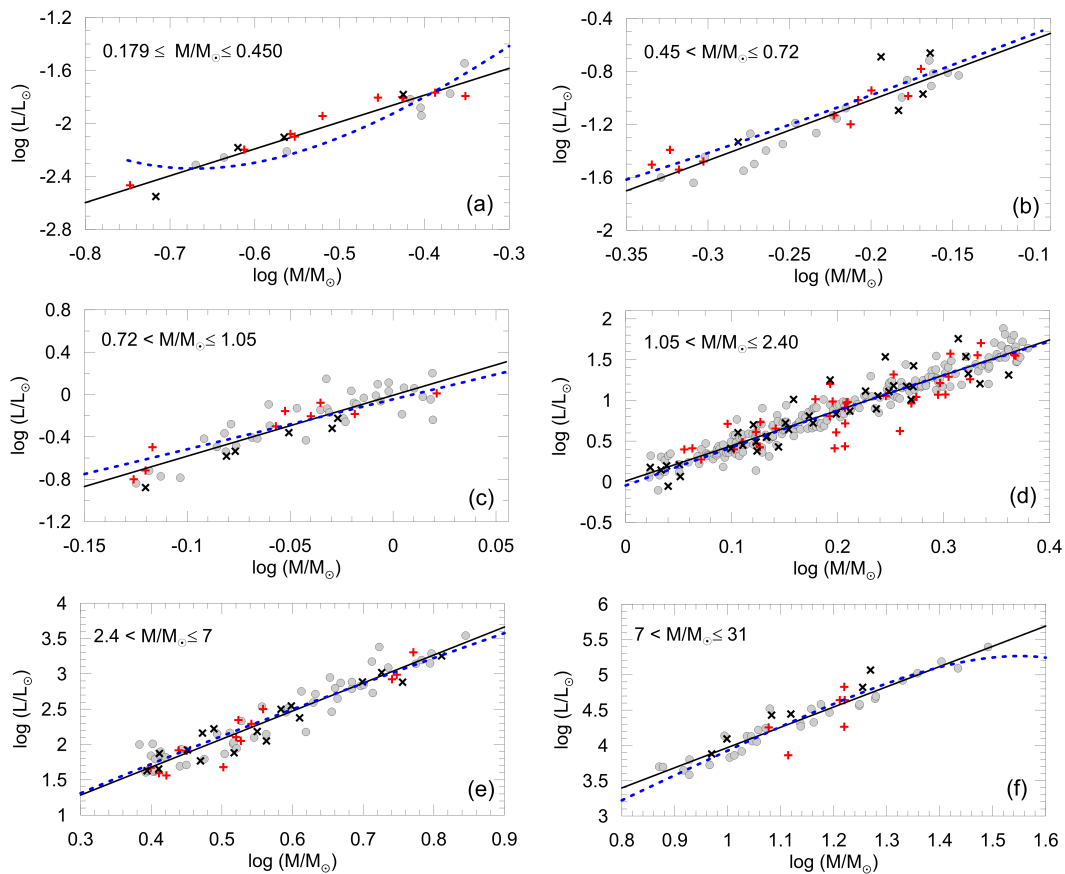 -1.2
-1.6
-2
-2.4
-2.8
log (L/L☉)
0.179 ≤ M/M☉ ≤ 0.450
(a)
-0.8 -0.7 -0.6 -0.5 -0.4 -0.3
log (M/M☉)
-0.4
-0.8
-1.2
-1.6
-2
log (L/L☉)
0.45 < M/M☉ ≤ 0.72
(b)
-0.35 -0.3 -0.25 -0.2 -0.15 -0.1
log (M/M☉)
0.8
0.4
0
-0.4
-0.8
-1.2
log (L/L☉)
0.72 < M/M☉ ≤ 1.05
(c)
-0.15 -0.1 -0.05 0 0.05
log (M/M☉)
2
1.5
1
0.5
0
-0.5
log (L/L☉)
1.05 < M/M☉ ≤ 2.40
(d)
0 0.1 0.2 0.3 0.4
log (M/M☉)
4
3.5
3
2.5
2
1.5
1
log (L/L☉)
2.4 < M/M☉ ≤ 7
(e)
0.3 0.4 0.5 0.6 0.7 0.8 0.9
log (M/M☉)
6
5.5
5
4.5
4
3.5
3
log (L/L☉)
7 < M/M☉ ≤ 31
(f)
0.8 0.9 1 1.1 1.2 1.3 1.4 1.5 1.6
log (M/M☉)